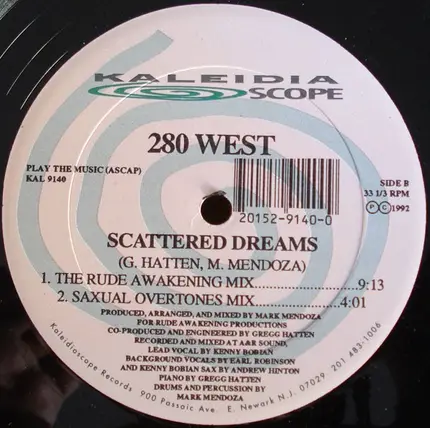 KALEIDIA
SCOPE
280 WEST
PLAY THE MUSIC (ASCAP)
KAL 9140
20152-9140-0
SIDE B
33 1/3 RPM
Ⓟ Ⓒ 1992
SCATTERED DREAMS
(G. HATTEN, M. MENDOZA)
1. THE RUDE AWAKENING MIX..................9:13
2. SAXUAL OVERTONES MIX..................4:01
PRODUCED, ARRANGED, AND MIXED BY MARK MENDOZA
FOR RUDE AWAKENING PRODUCTIONS
CO-PRODUCED AND ENGINEERED BY GREGG HATTEN
RECORDED AND MIXED AT A&R SOUND
LEAD VOCAL BY KENNY BOBIAN
BACKGROUND VOCALS BY EARL ROBINSON
AND KENNY BOBIAN SAX BY ANDREW HINTON
PIANO BY GREGG HATTEN
DRUMS AND PERCUSSION BY
MARK MENDOZA
Kaleidioscope Records 900 Passaic Ave. E. Newark N.J. 07029 201 483-1006